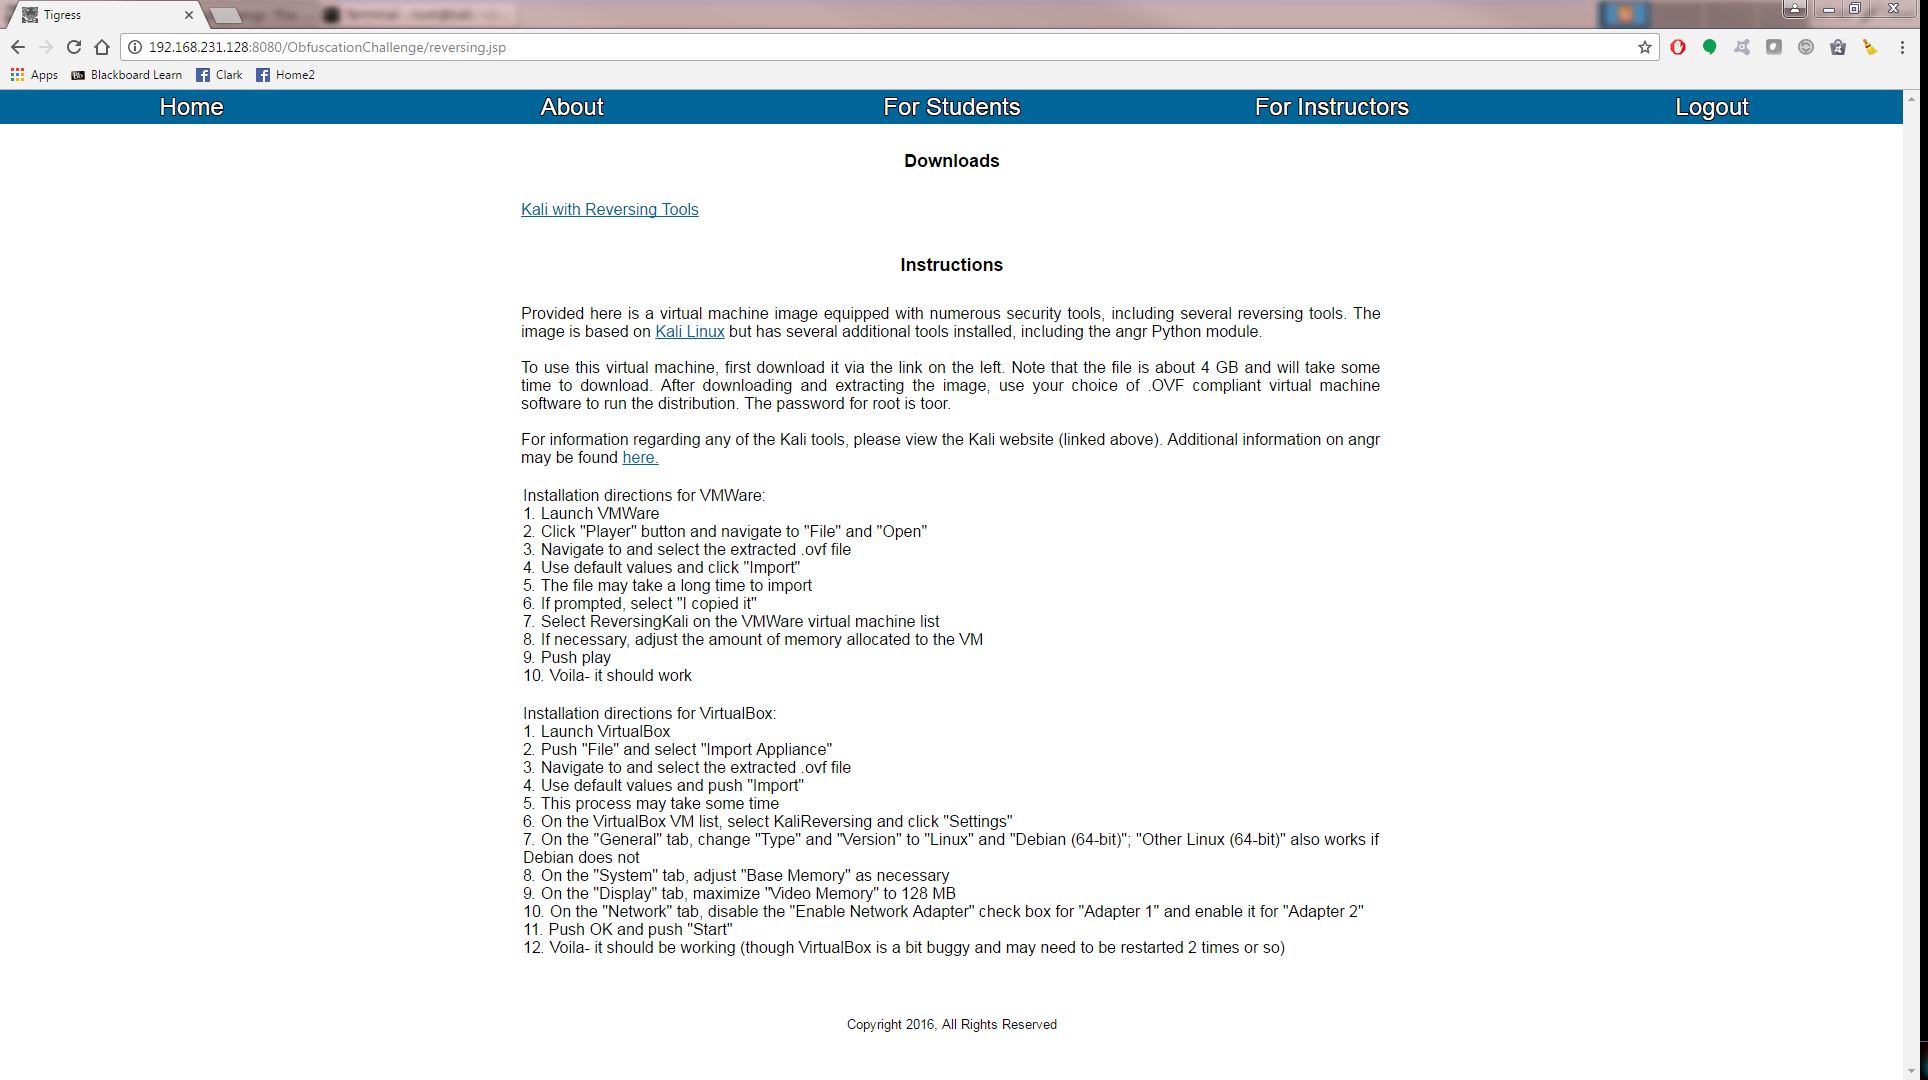 Tigress
192.168.231.128:8080/ObfuscationChallenge/reversing.jsp
Apps Blackboard Learn Clark Home2
Home About For Students For Instructors Logout
Downloads
Kali with Reversing Tools
Instructions
Provided here is a virtual machine image equipped with numerous security tools, including several reversing tools. The
image is based on Kali Linux but has several additional tools installed, including the angr Python module.
To use this virtual machine, first download it via the link on the left. Note that the file is about 4 GB and will take some
time to download. After downloading and extracting the image, use your choice of .OVF compliant virtual machine
software to run the distribution. The password for root is toor.
For information regarding any of the Kali tools, please view the Kali website (linked above). Additional information on angr
may be found here.
Installation directions for VMWare:
1. Launch VMWare
2. Click "Player" button and navigate to "File" and "Open"
3. Navigate to and select the extracted .ovf file
4. Use default values and click "Import"
5. The file may take a long time to import
6. If prompted, select "I copied it"
7. Select ReversingKali on the VMWare virtual machine list
8. If necessary, adjust the amount of memory allocated to the VM
9. Push play
10. Voila- it should work
Installation directions for VirtualBox:
1. Launch VirtualBox
2. Push "File" and select "Import Appliance"
3. Navigate to and select the extracted .ovf file
4. Use default values and push "Import"
5. This process may take some time
6. On the VirtualBox VM list, select KaliReversing and click "Settings"
7. On the "General" tab, change "Type" and "Version" to "Linux" and "Debian (64-bit)"; "Other Linux (64-bit)" also works if
Debian does not
8. On the "System" tab, adjust "Base Memory" as necessary
9. On the "Display" tab, maximize "Video Memory" to 128 MB
10. On the "Network" tab, disable the "Enable Network Adapter" check box for "Adapter 1" and enable it for "Adapter 2"
11. Push OK and push "Start"
12. Voila- it should be working (though VirtualBox is a bit buggy and may need to be restarted 2 times or so)
Copyright 2016, All Rights Reserved